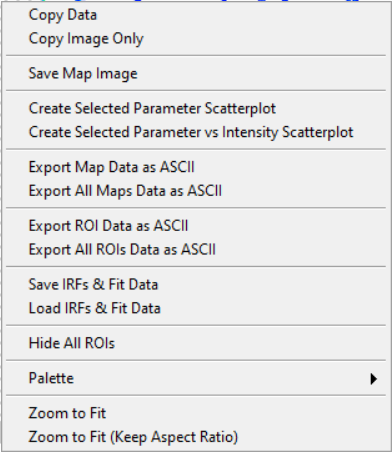 Copy Data
Copy Image Only
Save Map Image
Create Selected Parameter Scatterplot
Create Selected Parameter vs Intensity Scatterplot
Export Map Data as ASCII
Export All Maps Data as ASCII
Export ROI Data as ASCII
Export All ROIs Data as ASCII
Save IRFs & Fit Data
Load IRFs & Fit Data
Hide All ROIs
Palette
Zoom to Fit
Zoom to Fit (Keep Aspect Ratio)